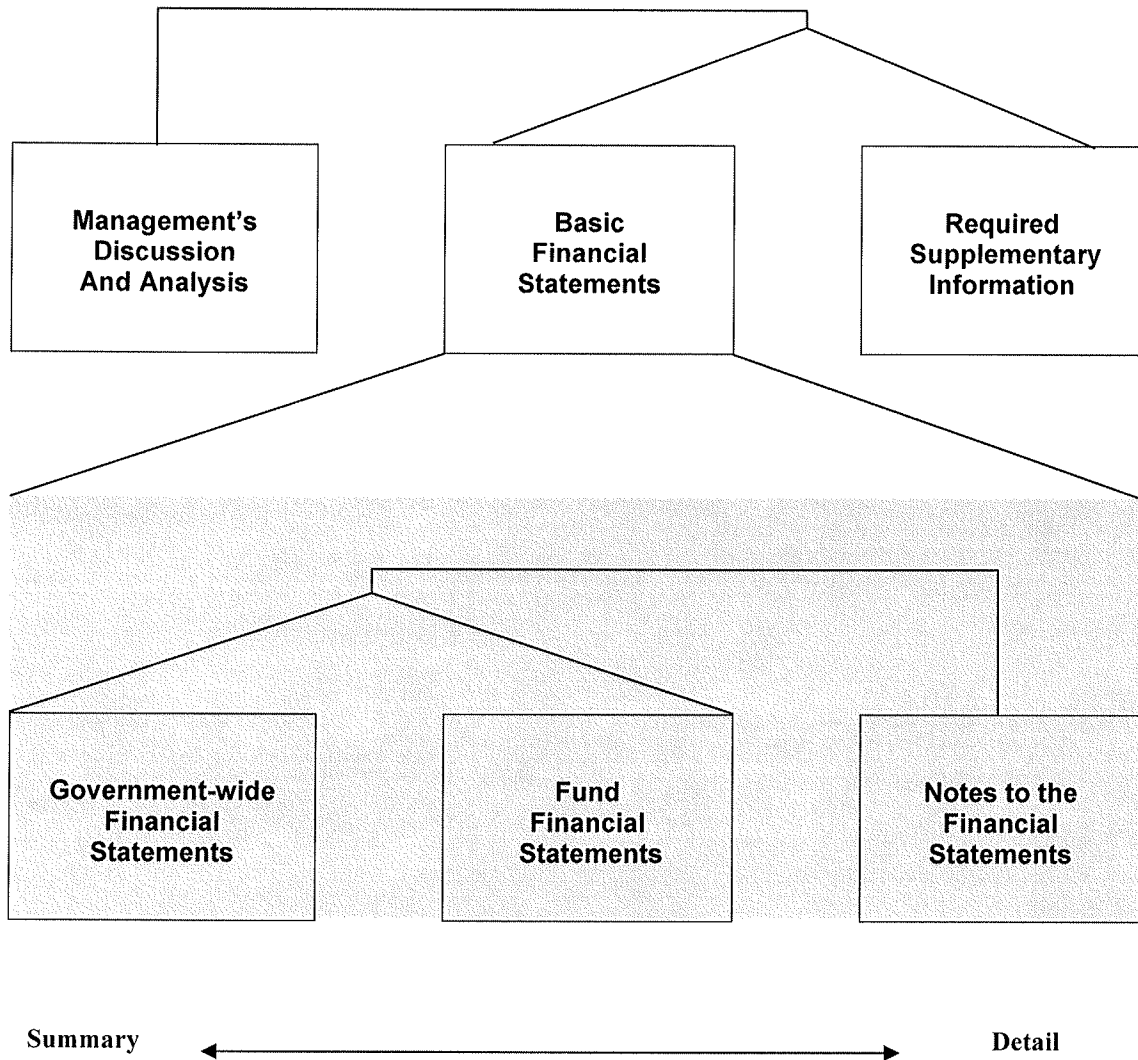 Management's
Discussion
And Analysis
Basic
Financial
Statements
Required
Supplementary
Information
Government-wide
Financial
Statements
Fund
Financial
Statements
Notes to the
Financial
Statements
Summary
Detail